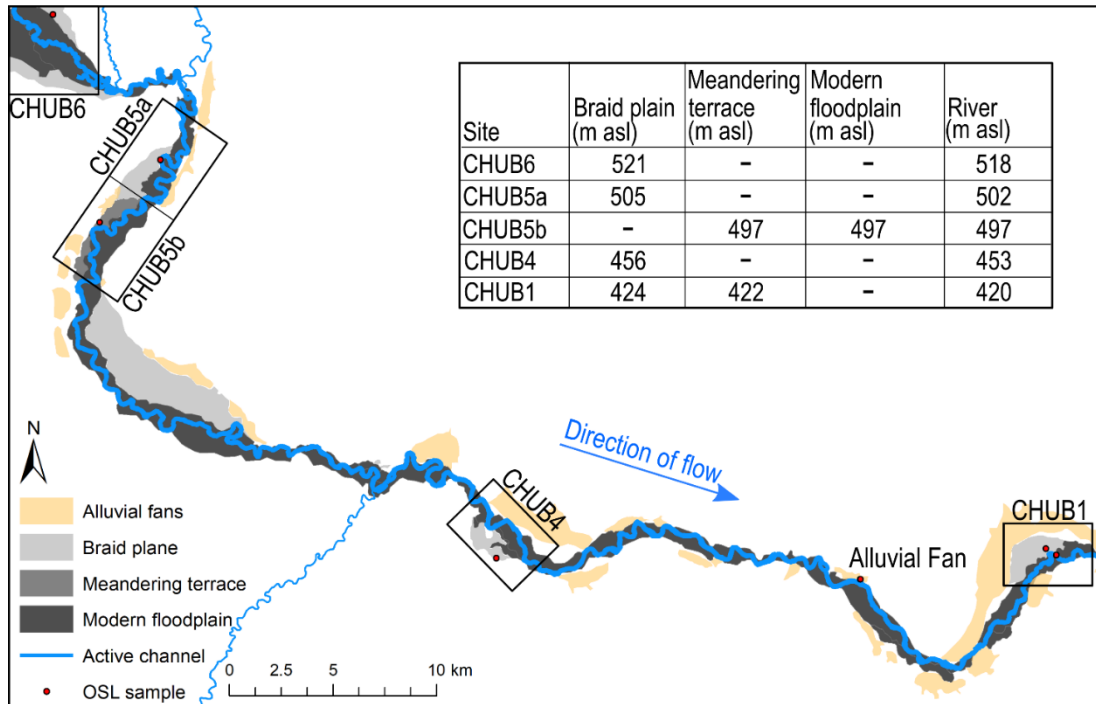 CHUB6
CHUB5a
CHUB5b
Site
Braid plain
(m asl)
Meandering
terrace
(m asl)
Modern
floodplain
(m asl)
River
(m asl)
CHUB6 521 – – 518
CHUB5a 505 – – 502
CHUB5b – 497 497 497
CHUB4 456 – – 453
CHUB1 424 422 – 420
Direction of flow
CHUB4
CHUB1
Alluvial Fan
N
Alluvial fans
Braid plane
Meandering terrace
Modern floodplain
Active channel
OSL sample
0 2.5 5 10 km